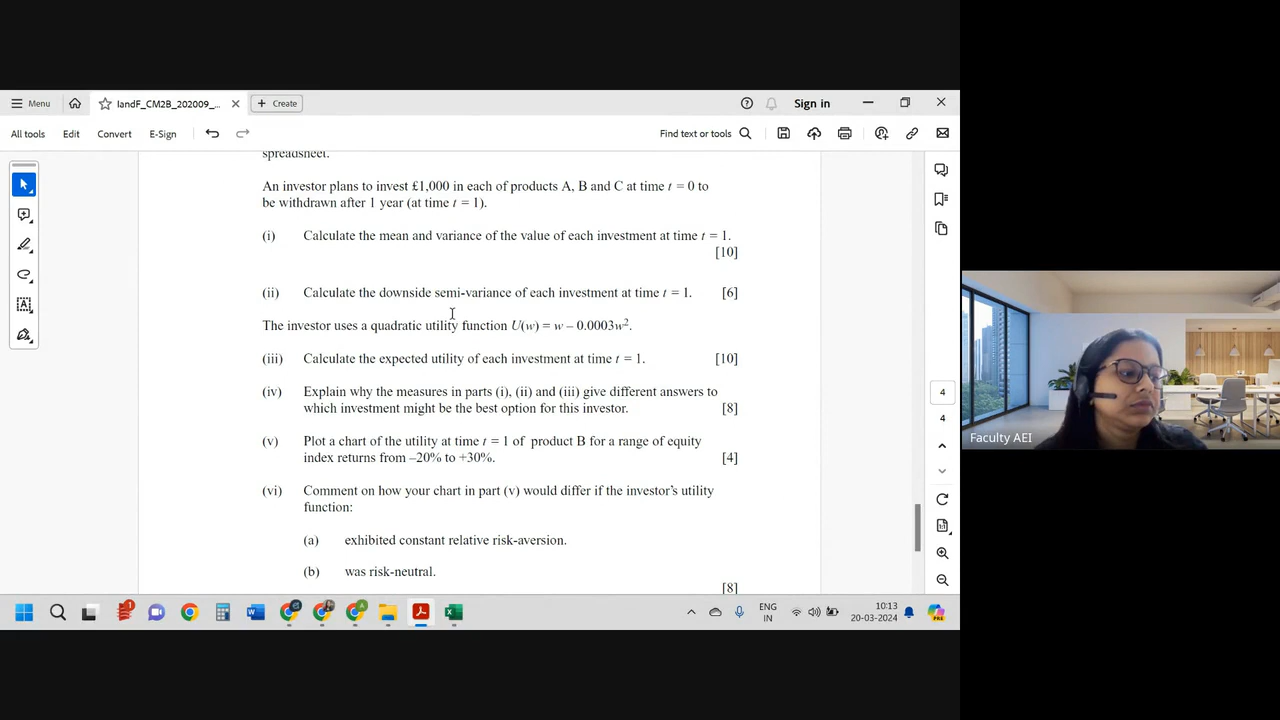 Menu
IandF_CM2B_202009_...
Create
Sign in
All tools
Edit
Convert
E-Sign
Find text or tools
spreadsheet.
An investor plans to invest £1,000 in each of products A, B and C at time t = 0 to
be withdrawn after 1 year (at time t = 1).
(i) Calculate the mean and variance of the value of each investment at time t = 1.
[10]
(ii) Calculate the downside semi-variance of each investment at time t = 1. [6]
The investor uses a quadratic utility function U(w) = w – 0.0003w².
(iii) Calculate the expected utility of each investment at time t = 1. [10]
(iv) Explain why the measures in parts (i), (ii) and (iii) give different answers to
which investment might be the best option for this investor. [8]
(v) Plot a chart of the utility at time t = 1 of product B for a range of equity
index returns from –20% to +30%. [4]
(vi) Comment on how your chart in part (v) would differ if the investor's utility
function:
(a) exhibited constant relative risk-aversion.
(b) was risk-neutral.
[8]
4
4
Faculty AEI
ENG
IN
10:13
20-03-2024